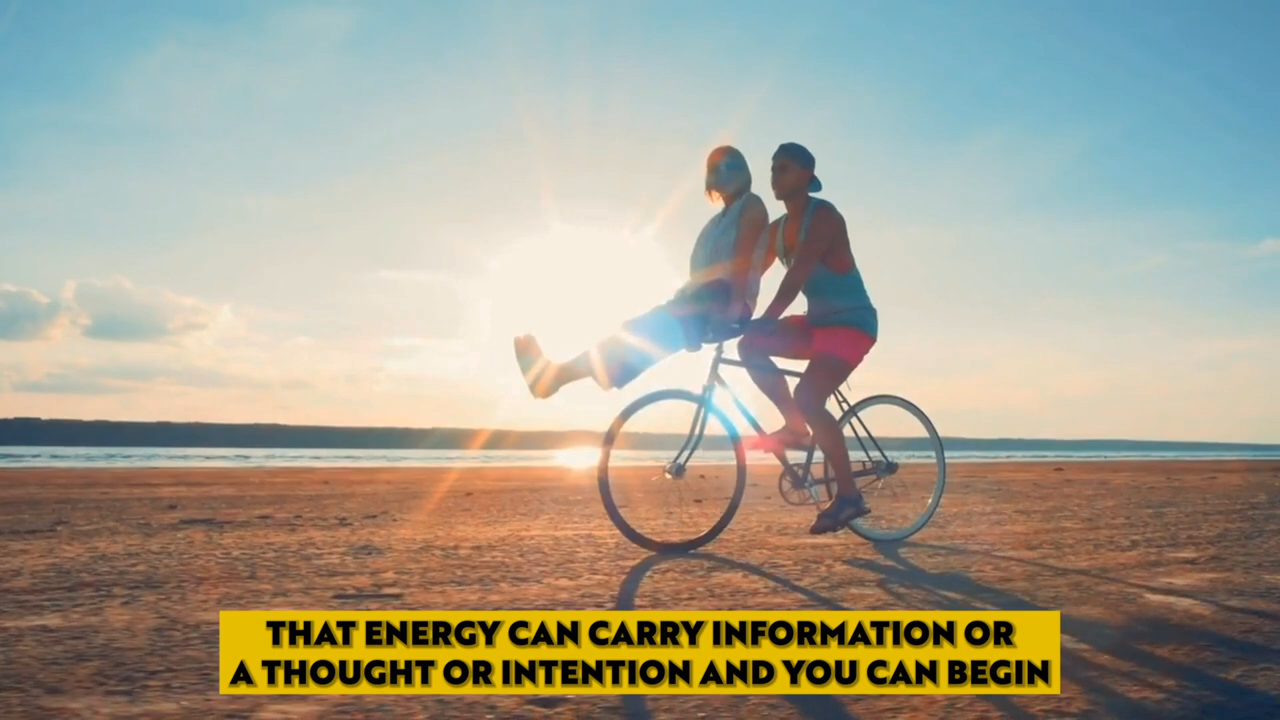 THAT ENERGY CAN CARRY INFORMATION OR
A THOUGHT OR INTENTION AND YOU CAN BEGIN